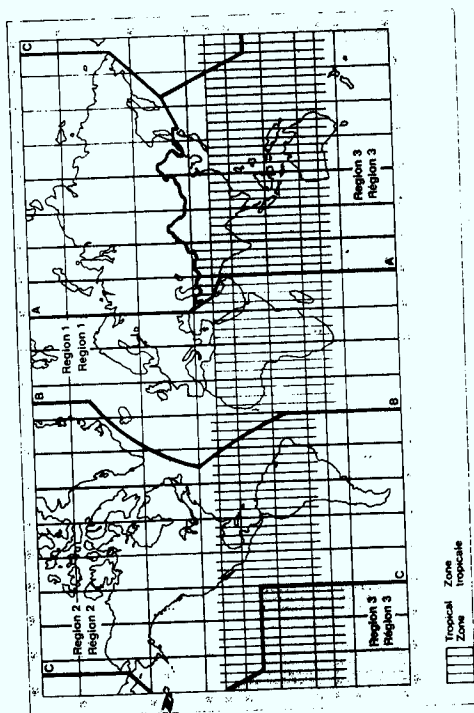 C
B
A
C
Region 2
Région 2
Region 1
Région 1
Region 3
Région 3
Region 3
Région 3
C
B
A
Tropical
Zone
Zone
tropicale